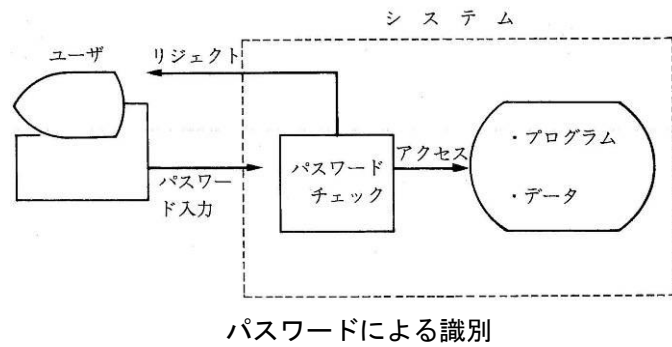 システム
ユーザ
リジェクト
パスワー
ド入力
パスワード
チェック
アクセス
・プログラム
・データ
パスワードによる識別